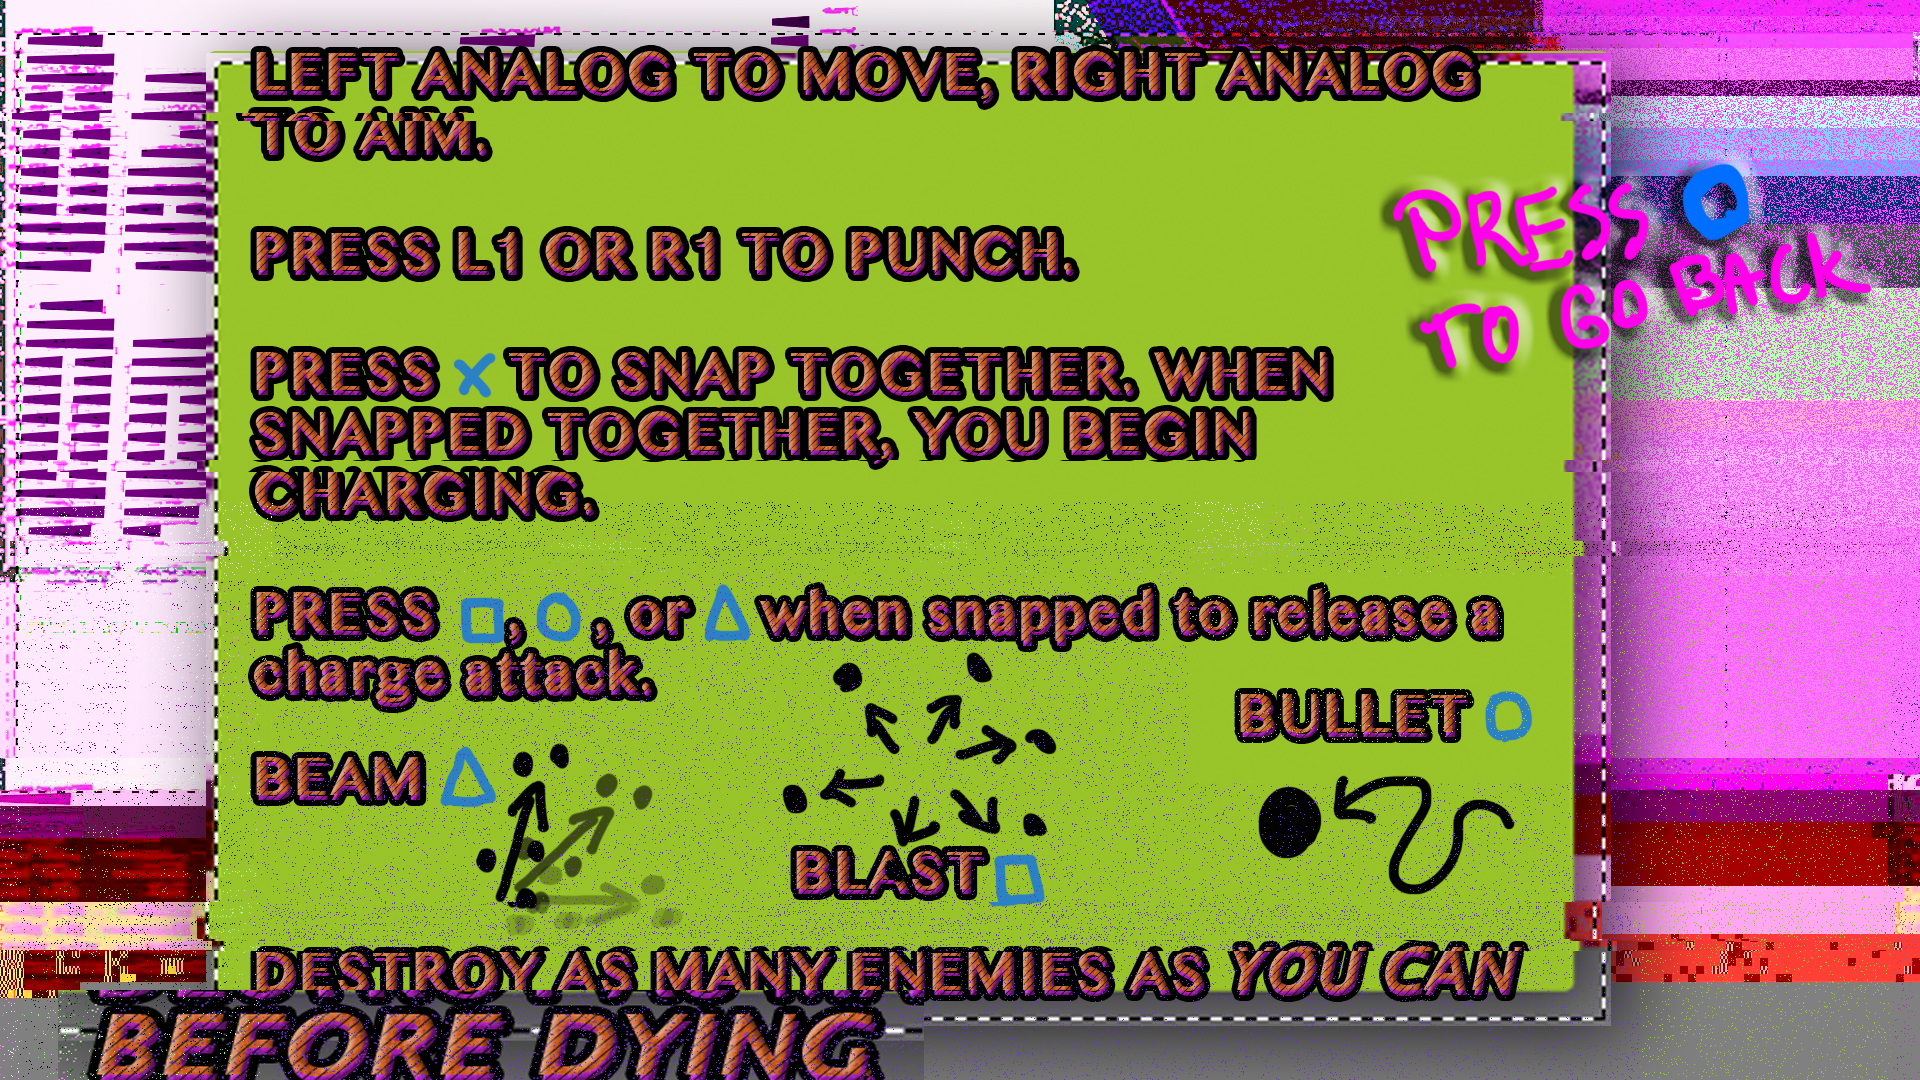 LEFT ANALOG TO MOVE, RIGHT ANALOG
TO AIM.
PRESS L1 OR R1 TO PUNCH.
PRESS × TO SNAP TOGETHER. WHEN
SNAPPED TOGETHER, YOU BEGIN
CHARGING.
PRESS □, ○, or △ when snapped to release a
charge attack.
BEAM △
BLAST □
BULLET ○
DESTROY AS MANY ENEMIES AS YOU CAN
BEFORE DYING
PRESS ○
TO GO BACK